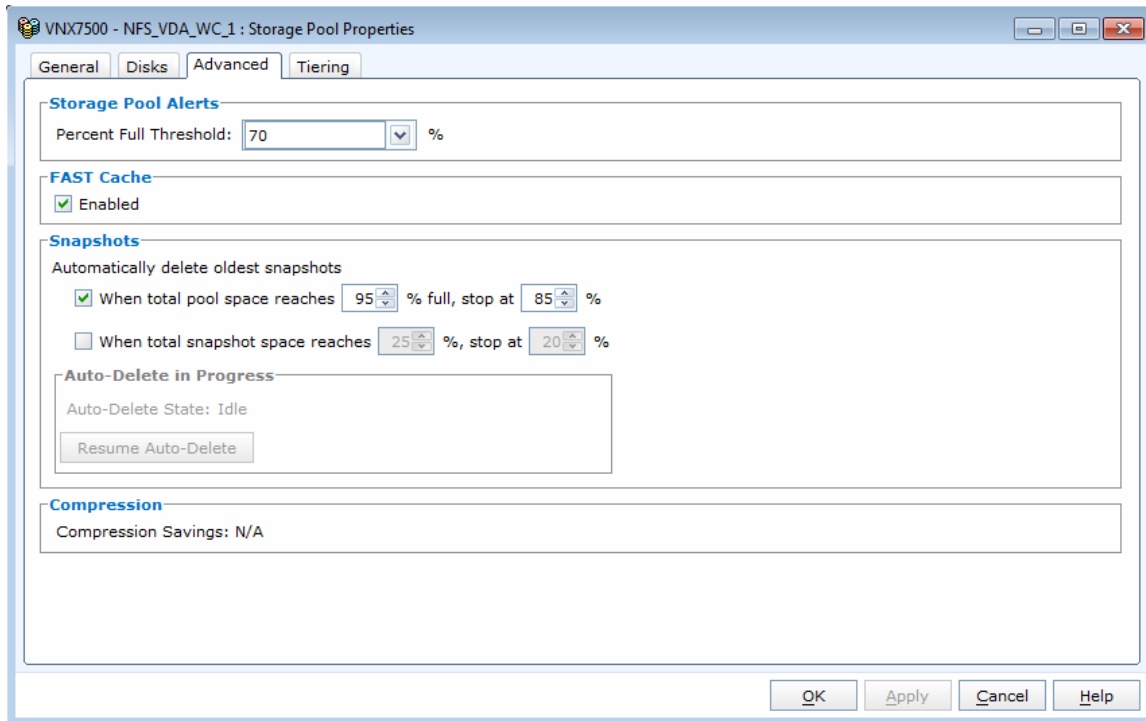 VNX7500 - NFS_VDA_WC_1 : Storage Pool Properties
General Disks Advanced Tiering
Storage Pool Alerts
Percent Full Threshold: 70 %
FAST Cache
Enabled
Snapshots
Automatically delete oldest snapshots
When total pool space reaches 95 % full, stop at 85 %
When total snapshot space reaches 25 %, stop at 20 %
Auto-Delete in Progress
Auto-Delete State: Idle
Resume Auto-Delete
Compression
Compression Savings: N/A
OK Apply Cancel Help